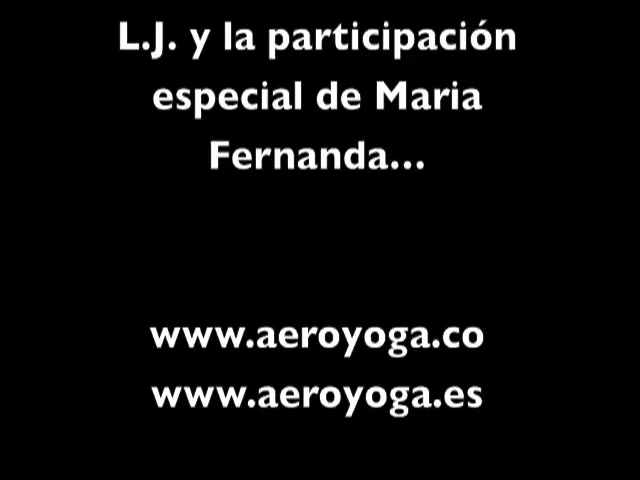 L.J. y la participación
especial de Maria
Fernanda...
www.aeroyoga.co
www.aeroyoga.es